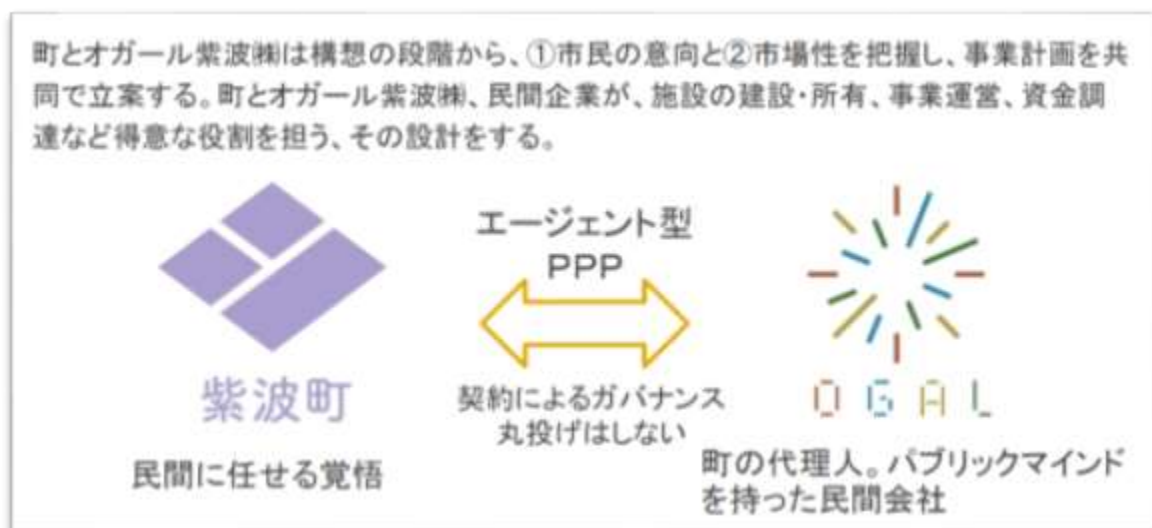 町とオガール紫波㈱は構想の段階から、①市民の意向と②市場性を把握し、事業計画を共
同で立案する。町とオガール紫波㈱、民間企業が、施設の建設・所有、事業運営、資金調
達など得意な役割を担う、その設計をする。
エージェント型
PPP
紫波町
契約によるガバナンス
丸投げはしない
OGAL
民間に任せる覚悟
町の代理人。パブリックマインド
を持った民間会社